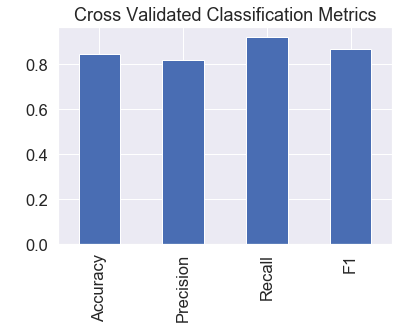 Cross Validated Classification Metrics
0.8
0.6
0.4
0.2
0.0
Accuracy
Precision
Recall
F1